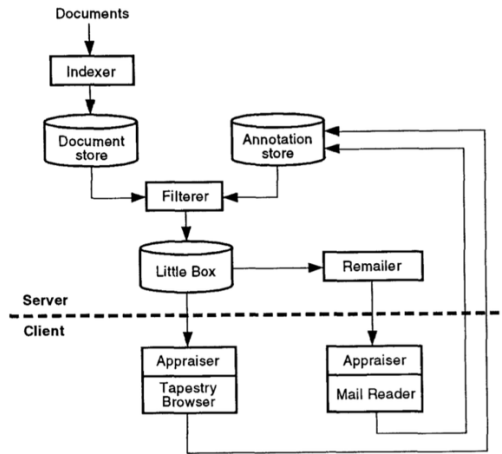 Documents
Indexer
Document
store
Annotation
store
Filterer
Little Box
Remailer
Server
Client
Appraiser
Tapestry
Browser
Appraiser
Mail Reader